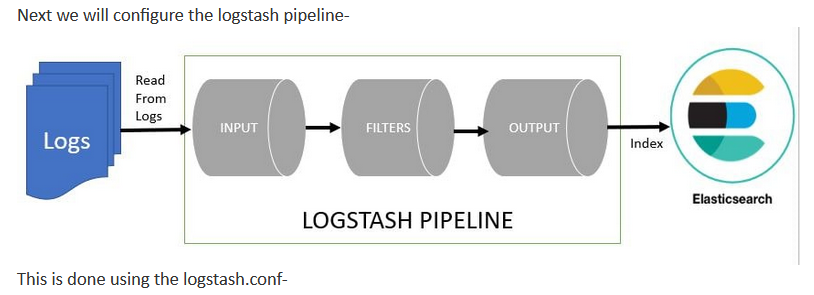 Next we will configure the logstash pipeline-
Read
From
Logs
Logs
INPUT
FILTERS
OUTPUT
Index
Elasticsearch
LOGSTASH PIPELINE
This is done using the logstash.conf-